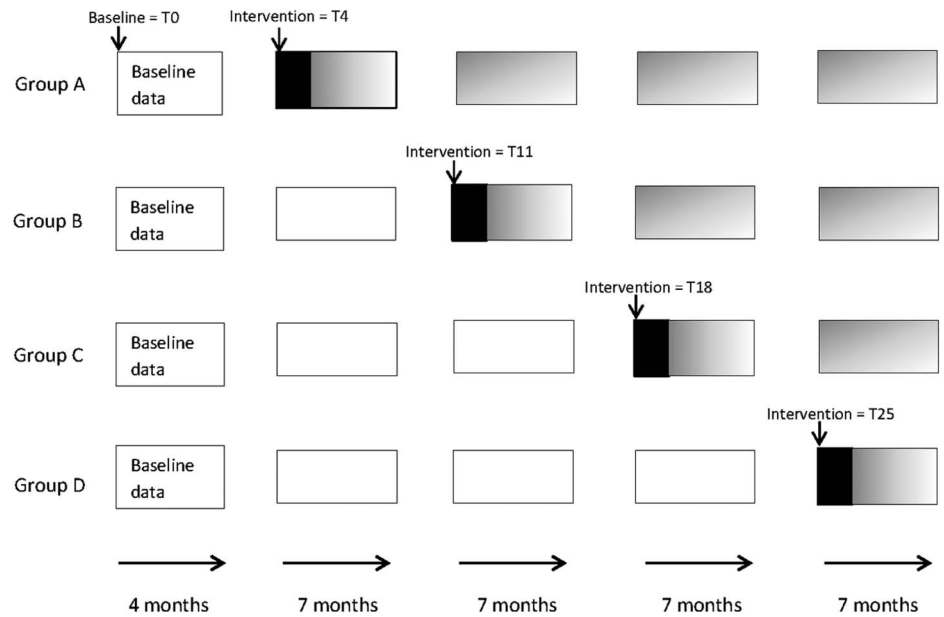 Baseline = T0
Intervention = T4
Group A
Baseline
data
Intervention = T11
Group B
Baseline
data
Intervention = T18
Group C
Baseline
data
Intervention = T25
Group D
Baseline
data
4 months
7 months
7 months
7 months
7 months